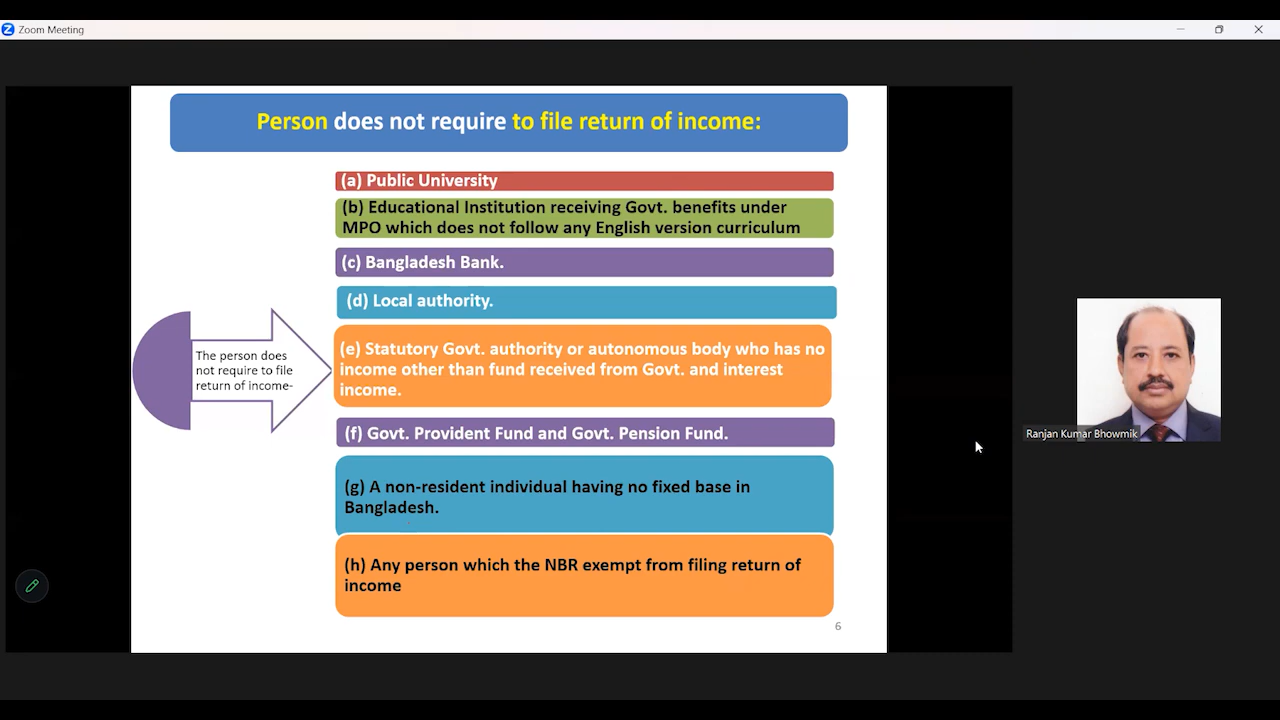 Zoom Meeting
Person does not require to file return of income:
(a) Public University
(b) Educational Institution receiving Govt. benefits under
MPO which does not follow any English version curriculum
(c) Bangladesh Bank.
(d) Local authority.
The person does
not require to file
return of income-
(e) Statutory Govt. authority or autonomous body who has no
income other than fund received from Govt. and interest
income.
(f) Govt. Provident Fund and Govt. Pension Fund.
(g) A non-resident individual having no fixed base in
Bangladesh.
(h) Any person which the NBR exempt from filing return of
income
6
Ranjan Kumar Bhowmik